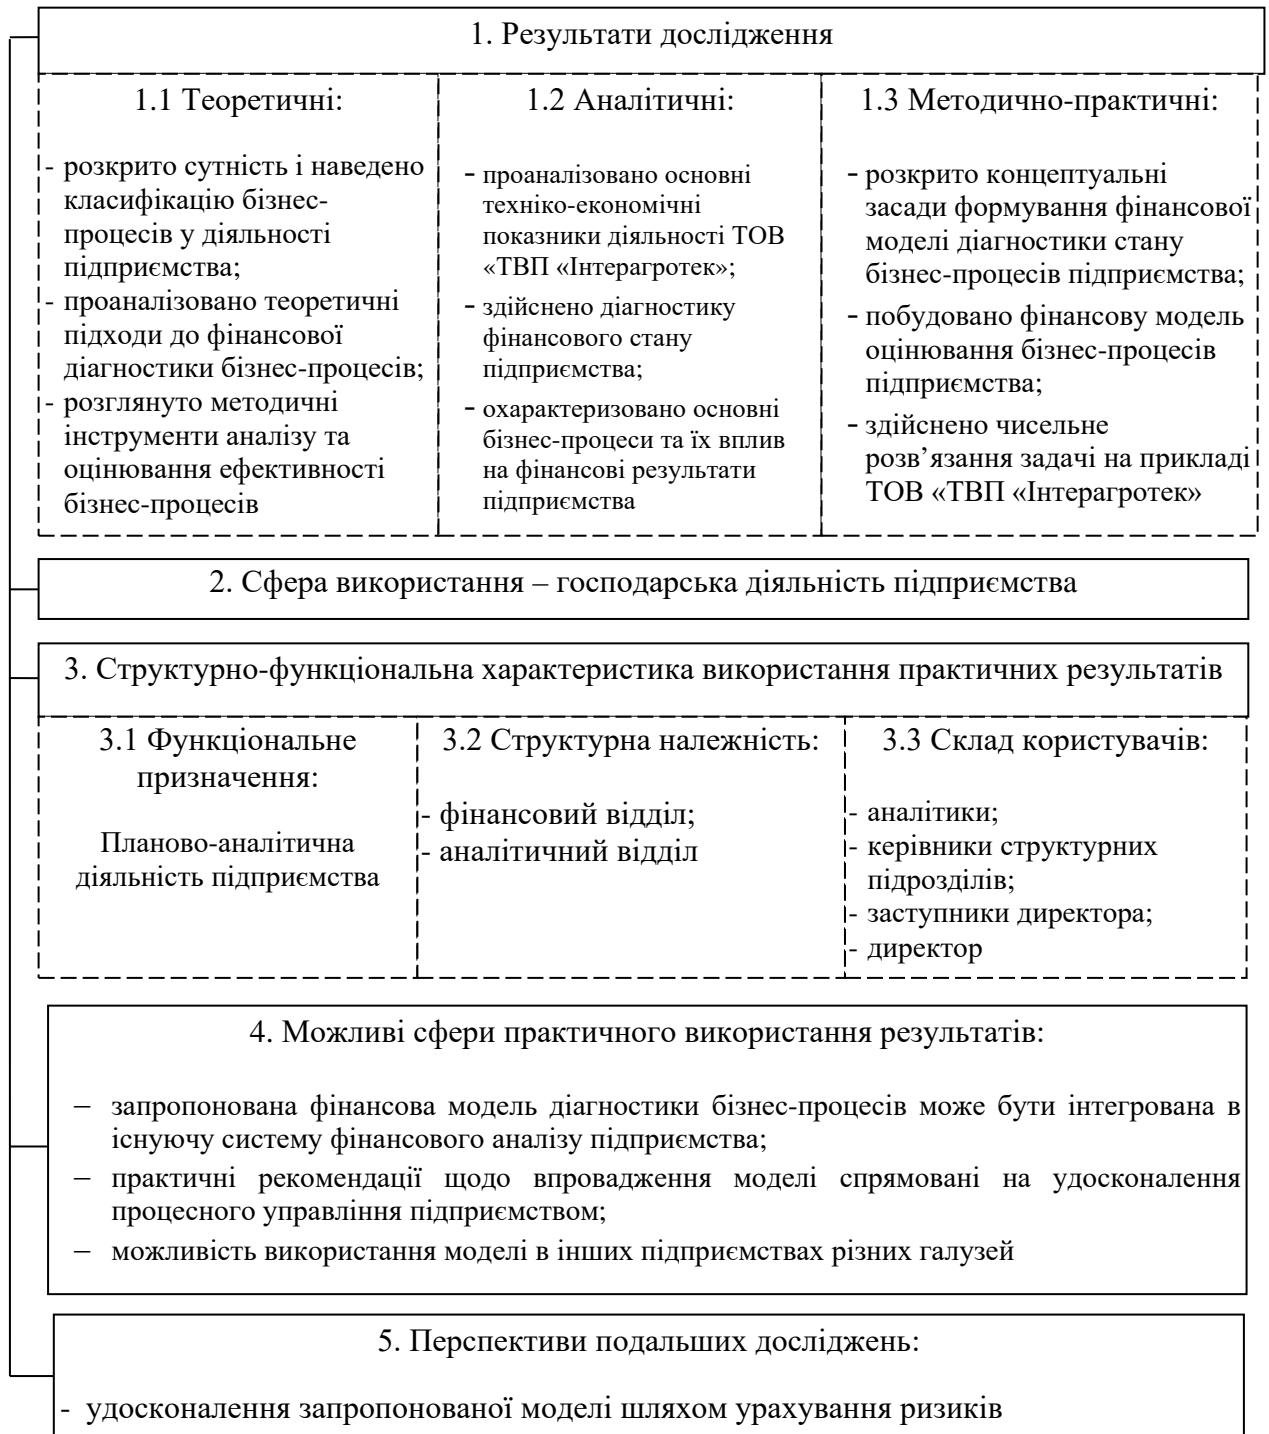 1. Результати дослідження
1.1 Теоретичні:
- розкрито сутність і наведено
класифікацію бізнес-
процесів у діяльності
підприємства;
- проаналізовано теоретичні
підходи до фінансової
діагностики бізнес-процесів;
- розглянуто методичні
інструменти аналізу та
оцінювання ефективності
бізнес-процесів
1.2 Аналітичні:
- проаналізовано основні
техніко-економічні
показники діяльності ТОВ
«ТВП «Інтерагротек»;
- здійснено діагностику
фінансового стану
підприємства;
- охарактеризовано основні
бізнес-процеси та їх вплив
на фінансові результати
підприємства
1.3 Методично-практичні:
- розкрито концептуальні
засади формування фінансової
моделі діагностики стану
бізнес-процесів підприємства;
- побудовано фінансову модель
оцінювання бізнес-процесів
підприємства;
- здійснено чисельне
розв’язання задачі на прикладі
ТОВ «ТВП «Інтерагротек»
2. Сфера використання – господарська діяльність підприємства
3. Структурно-функціональна характеристика використання практичних результатів
3.1 Функціональне
призначення:
Планово-аналітична
діяльність підприємства
3.2 Структурна належність:
- фінансовий відділ;
- аналітичний відділ
3.3 Склад користувачів:
- аналітики;
- керівники структурних
підрозділів;
- заступники директора;
- директор
4. Можливі сфери практичного використання результатів:
– запропонована фінансова модель діагностики бізнес-процесів може бути інтегрована в
існуючу систему фінансового аналізу підприємства;
– практичні рекомендації щодо впровадження моделі спрямовані на удосконалення
процесного управління підприємством;
– можливість використання моделі в інших підприємствах різних галузей
5. Перспективи подальших досліджень:
- удосконалення запропонованої моделі шляхом урахування ризиків